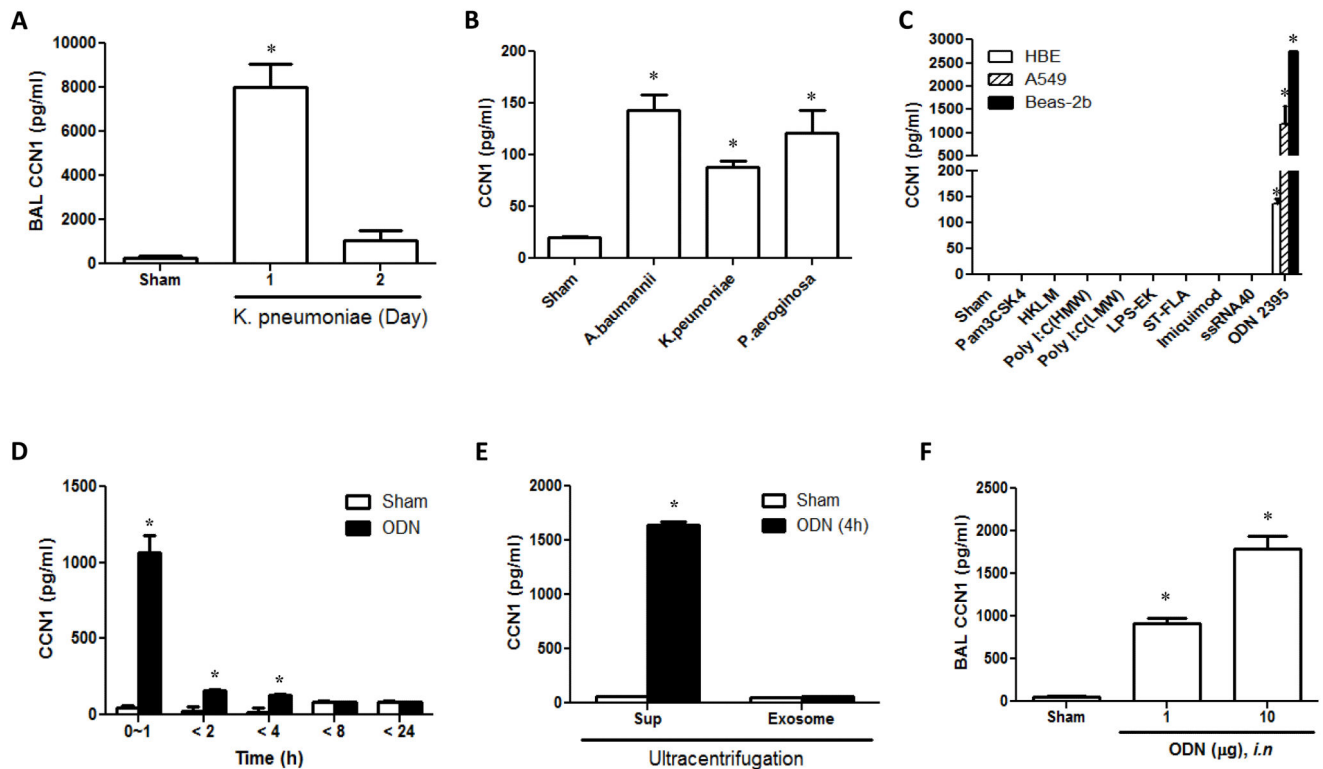 A
BAL CCN1 (pg/ml)
10000
8000
6000
4000
2000
0
*
Sham
1
2
K. pneumoniae (Day)
B
CCN1 (pg/ml)
200
150
100
50
0
*
*
*
Sham
A.baumannii
K.peumoniae
P.aeroginosa
C
CCN1 (pg/ml)
3000
2500
2000
1500
1000
500
200
150
100
50
0
HBE
A549
Beas-2b
*
*
*
Sham
Pam3CSK4
HKLM
Poly I:C(HMW)
Poly I:C(LMW)
LPS-EK
ST-FLA
Imiquimod
ssRNA40
ODN 2395
D
CCN1 (pg/ml)
1500
1000
500
0
Sham
ODN
*
*
*
0~1
< 2
< 4
< 8
< 24
Time (h)
E
CCN1 (pg/ml)
2000
1500
1000
500
0
Sham
ODN (4h)
*
Sup
Exosome
Ultracentrifugation
F
BAL CCN1 (pg/ml)
2500
2000
1500
1000
500
0
*
*
Sham
1
10
ODN (μg), i.n